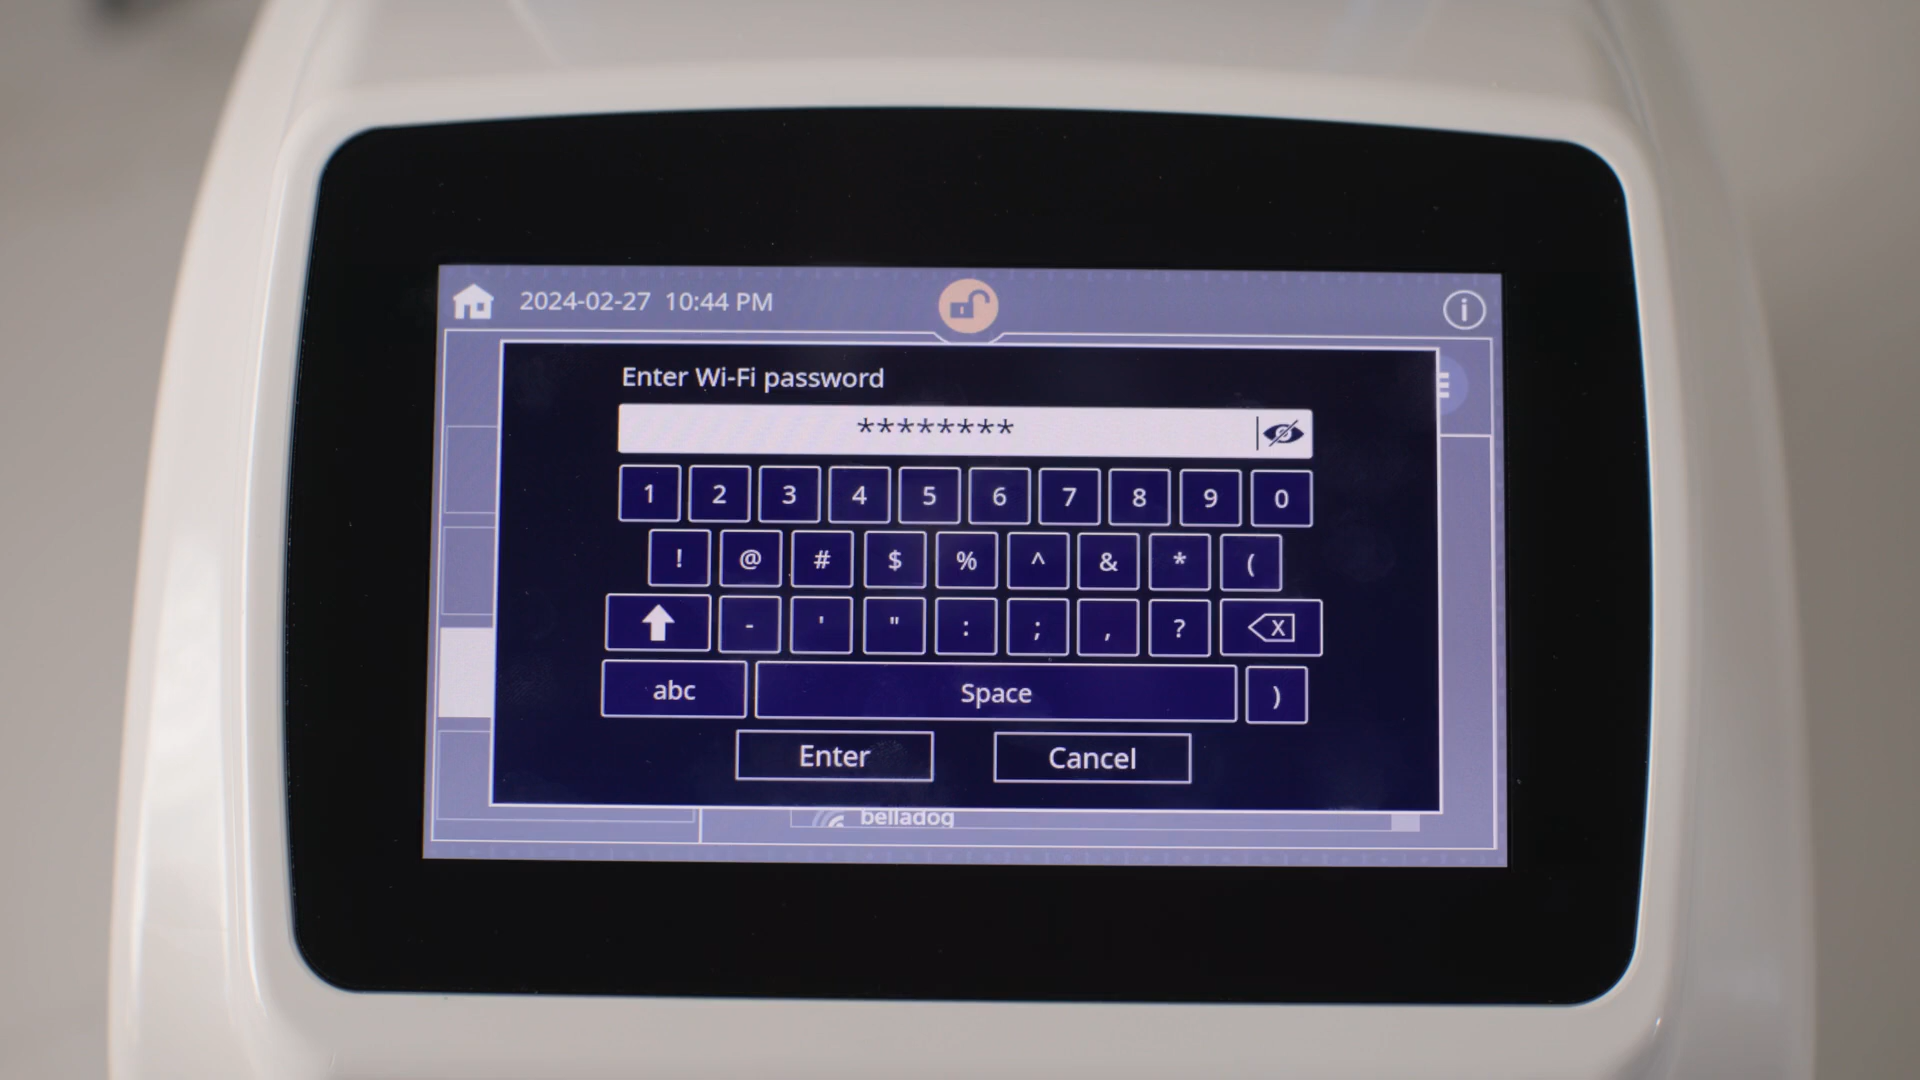 2024-02-27 10:44 PM
Enter Wi-Fi password
********
1 2 3 4 5 6 7 8 9 0
! @ # $ % ^ & * (
- ' " : ; , ? X
abc Space )
Enter Cancel
belladog